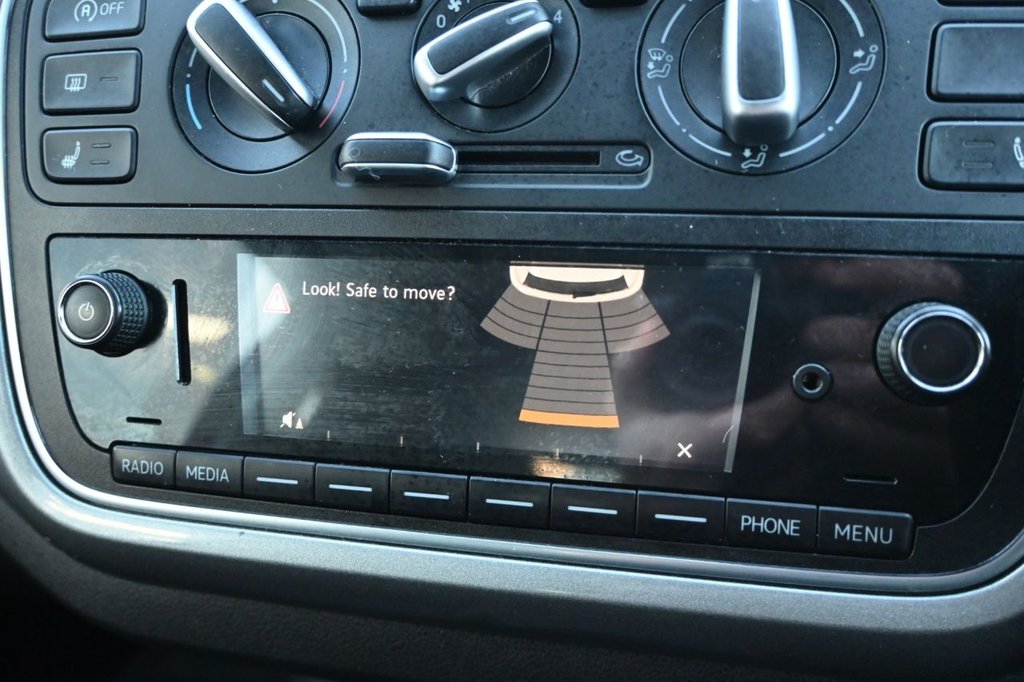 A OFF
0
4
Look! Safe to move?
RADIO
MEDIA
PHONE
MENU